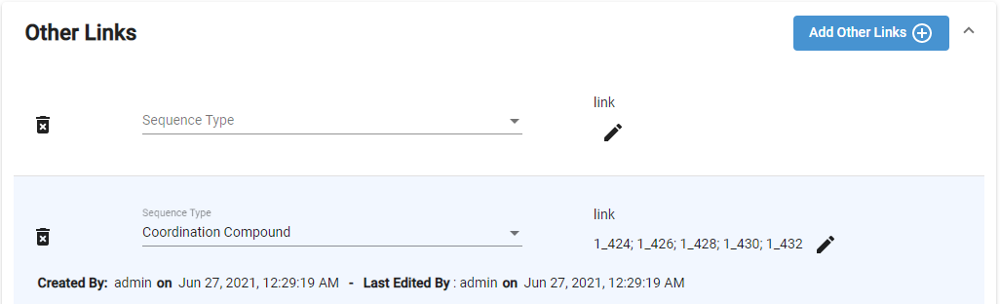 Other Links
Add Other Links
link
Sequence Type
Sequence Type
link
Coordination Compound
1_424; 1_426; 1_428; 1_430; 1_432
Created By: admin on Jun 27, 2021, 12:29:19 AM - Last Edited By : admin on Jun 27, 2021, 12:29:19 AM